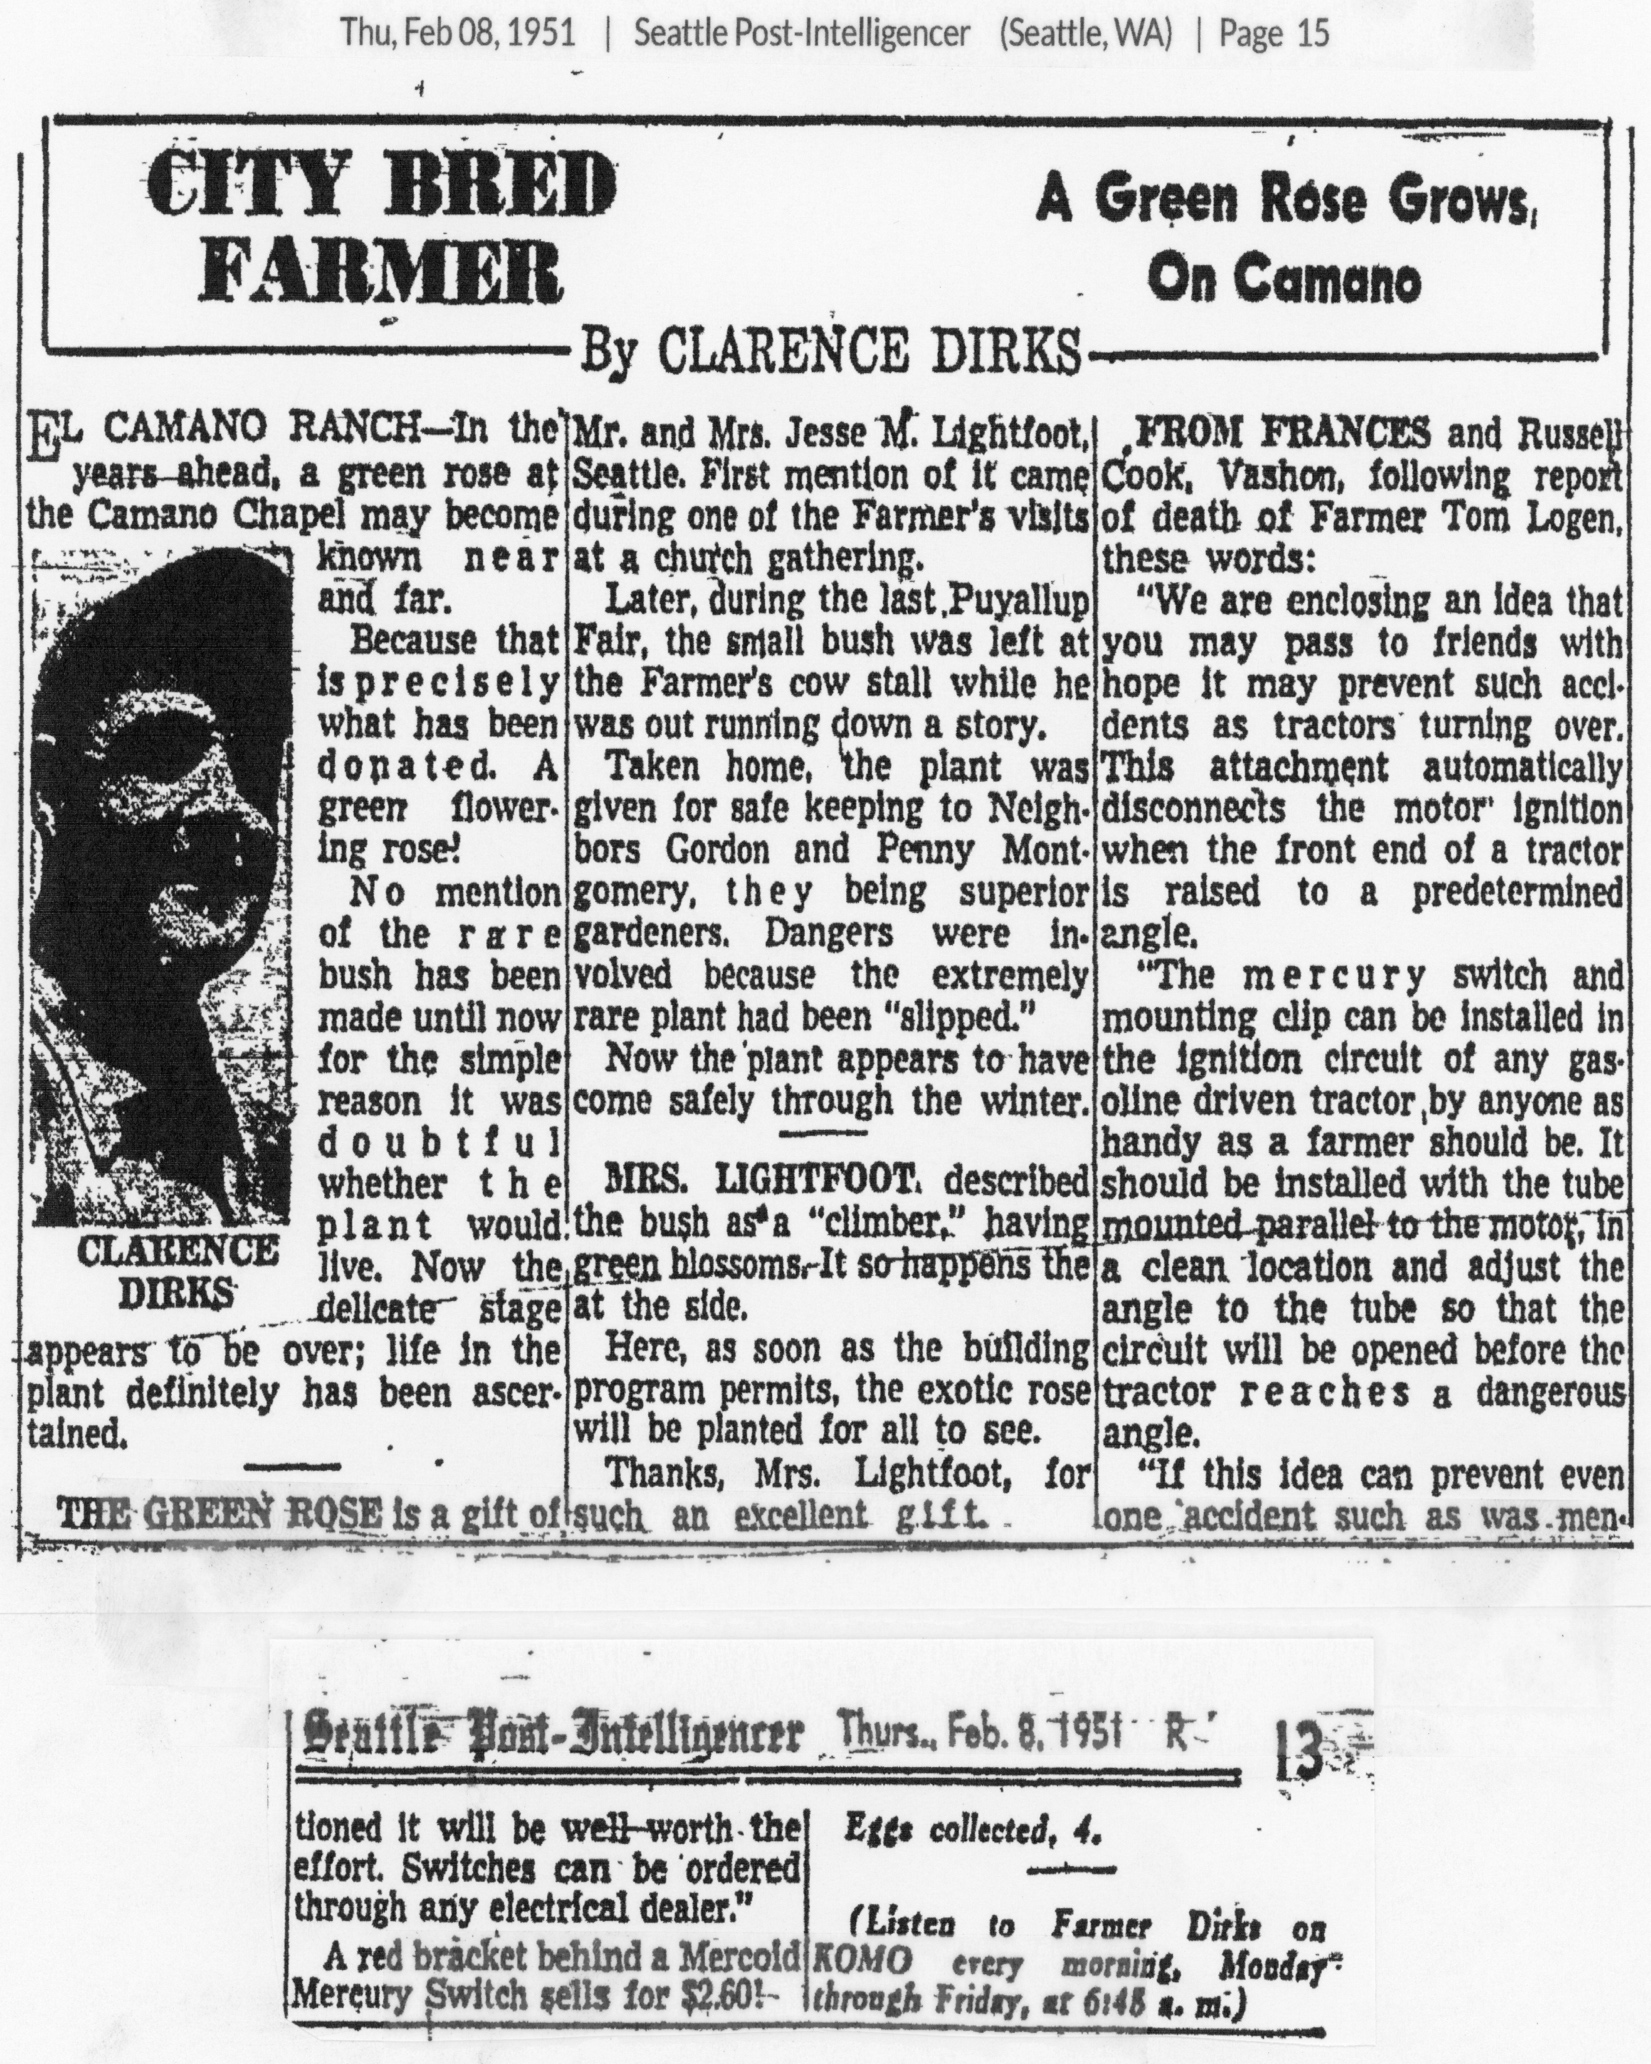 Thu, Feb 08, 1951 | Seattle Post-Intelligencer (Seattle, WA) | Page 15
CITY BRED
FARMER
A Green Rose Grows
On Camano
By CLARENCE DIRKS
EL CAMANO RANCH—In the
years ahead, a green rose at
the Camano Chapel may become
known near
and far.
Because that
is precisely
what has been
donated. A
green flower-
ing rose!
No mention
of the rare
bush has been
made until now
for the simple
reason it was
doubtful
whether the
plant would
live. Now the
delicate stage
CLARENCE
DIRKS
appears to be over; life in the
plant definitely has been ascer-
tained.
THE GREEN ROSE is a gift of
Mr. and Mrs. Jesse M. Lightfoot,
Seattle. First mention of it came
during one of the Farmer's visits
at a church gathering.
Later, during the last Puyallup
Fair, the small bush was left at
the Farmer's cow stall while he
was out running down a story.
Taken home, the plant was
given for safe keeping to Neigh-
bors Gordon and Penny Mont-
gomery, they being superior
gardeners. Dangers were in-
volved because the extremely
rare plant had been "slipped."
Now the plant appears to have
come safely through the winter.
MRS. LIGHTFOOT described
the bush as a "climber," having
green blossoms. It so happens the
at the side.
Here, as soon as the building
program permits, the exotic rose
will be planted for all to see.
Thanks, Mrs. Lightfoot, for
such an excellent gift.
FROM FRANCES and Russell
Cook, Vashon, following report
of death of Farmer Tom Logen,
these words:
"We are enclosing an idea that
you may pass to friends with
hope it may prevent such acci-
dents as tractors turning over.
This attachment automatically
disconnects the motor ignition
when the front end of a tractor
is raised to a predetermined
angle.
"The mercury switch and
mounting clip can be installed in
the ignition circuit of any gas-
oline driven tractor by anyone as
handy as a farmer should be. It
should be installed with the tube
mounted parallel to the motor, in
a clean location and adjust the
angle to the tube so that the
circuit will be opened before the
tractor reaches a dangerous
angle.
"If this idea can prevent even
one accident such as was men-
Seattle Post-Intelligencer Thurs., Feb. 8, 1951 R 13
tioned it will be well worth the
effort. Switches can be ordered
through any electrical dealer."
A red bracket behind a Mercoid
Mercury Switch sells for $2.60!
Eggs collected, 4.
(Listen to Farmer Dirks on
KOMO every morning, Monday
through Friday, at 6:45 a. m.)